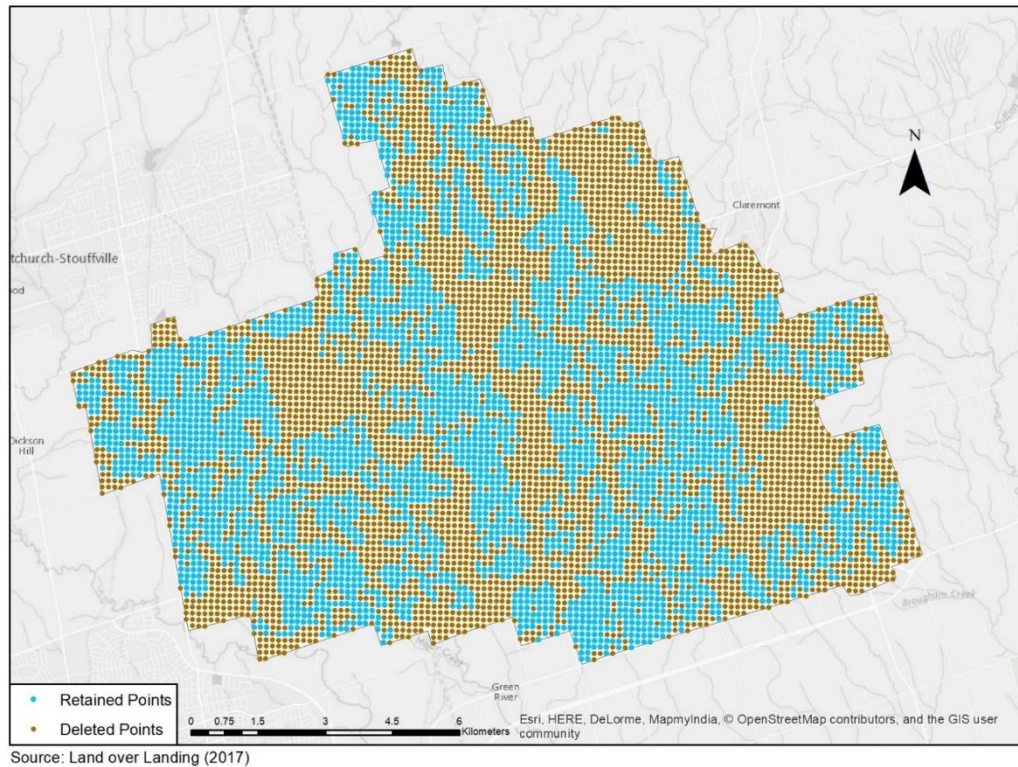 N
Claremont
Duffin
tchurch-Stouffville
od
Dickson
Hill
Brougham Creek
Green
River
Retained Points
Deleted Points
0 0.75 1.5 3 4.5 6
Kilometers
Esri, HERE, DeLorme, MapmyIndia, © OpenStreetMap contributors, and the GIS user
community
Source: Land over Landing (2017)